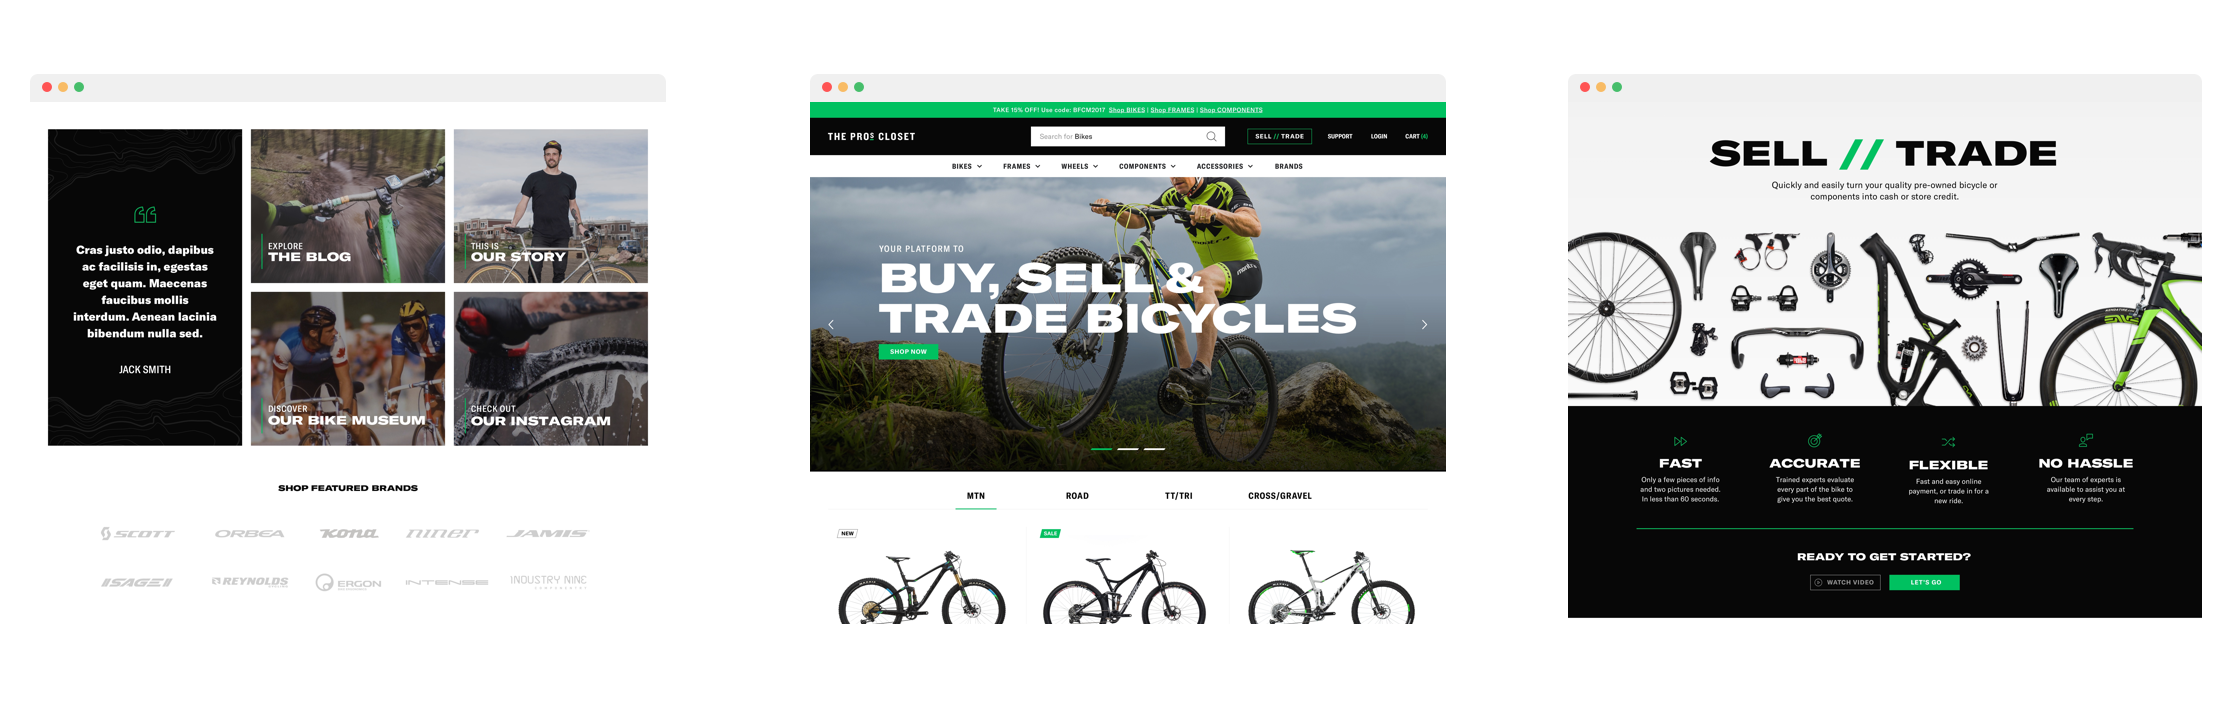 Cras justo odio, dapibus
ac facilisis in, egestas
eget quam. Maecenas
faucibus mollis
interdum. Aenean lacinia
bibendum nulla sed.
JACK SMITH
EXPLORE
THE BLOG
THIS IS
OUR STORY
DISCOVER
OUR BIKE MUSEUM
CHECK OUT
OUR INSTAGRAM
SHOP FEATURED BRANDS
SCOTT ORBEA KONA NINER JAMIS
REYNOLDS ERGON INTENSE INDUSTRY NINE
TAKE 15% OFF! Use code: BFCM2017 Shop BIKES | Shop FRAMES | Shop COMPONENTS
THE PROS CLOSET
Search for Bikes
SELL // TRADE SUPPORT LOGIN CART (4)
BIKES FRAMES WHEELS COMPONENTS ACCESSORIES BRANDS
YOUR PLATFORM TO
BUY, SELL &
TRADE BICYCLES
SHOP NOW
MTN ROAD TT/TRI CROSS/GRAVEL
NEW
SALE
SELL // TRADE
Quickly and easily turn your quality pre-owned bicycle or
components into cash or store credit.
FAST
Only a few pieces of info
and two pictures needed.
In less than 60 seconds.
ACCURATE
Trained experts evaluate
every part of the bike to
give you the best quote.
FLEXIBLE
Fast and easy online
payment, or trade in for a
new ride.
NO HASSLE
Our team of experts is
available to assist you at
every step.
READY TO GET STARTED?
WATCH VIDEO
LET'S GO